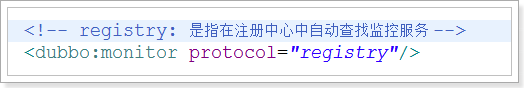 <!-- registry: 是指在注册中心中自动查找监控服务 -->
<dubbo:monitor protocol="registry"/>